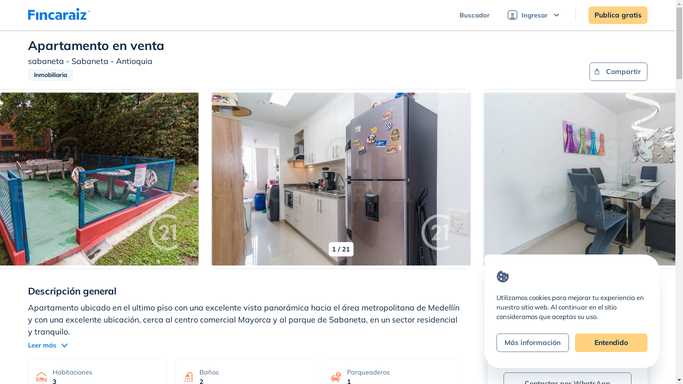 Fincaraiz
Buscador
Ingresar
Publica gratis
Apartamento en venta
sabaneta - Sabaneta - Antioquia
Inmobiliaria
Compartir
21
21
1 / 21
Descripción general
Apartamento ubicado en el ultimo piso con una excelente vista panorámica hacia el área metropolitana de Medellín
y con una excelente ubicación, cerca al centro comercial Mayorca y al parque de Sabaneta, en un sector residencial
y tranquilo.
Leer más
Habitaciones
3
Baños
2
Parqueaderos
1
Utilizamos cookies para mejorar tu experiencia en
nuestro sitio web. Al continuar en el sitio
consideramos que aceptas su uso.
Más información
Entendido
Contactar por WhatsApp